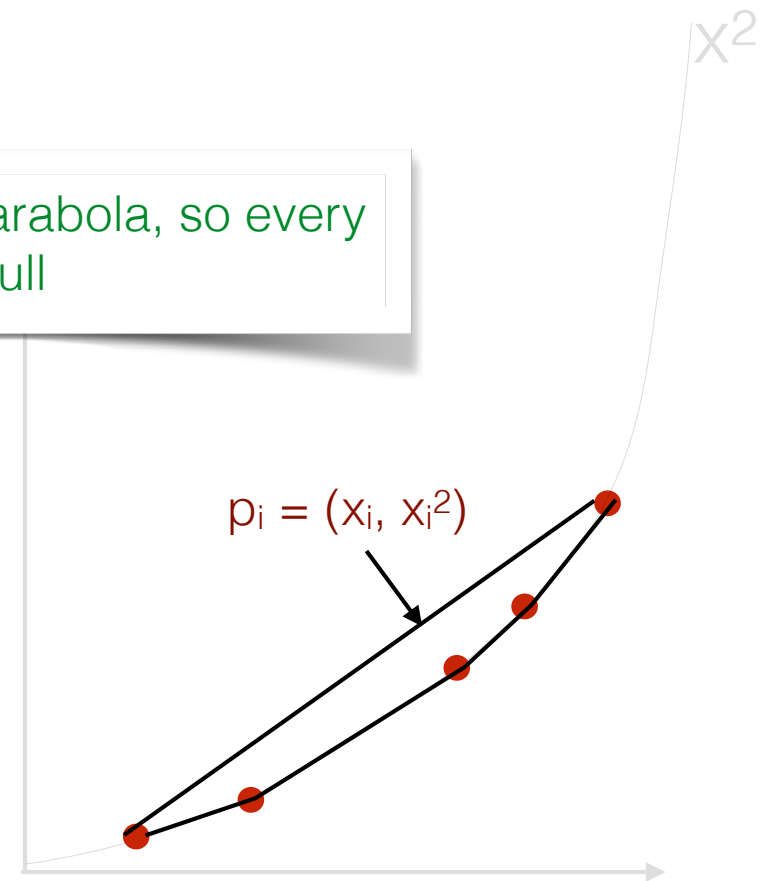 x²
arabola, so every
ull
pᵢ = (xᵢ, xᵢ²)